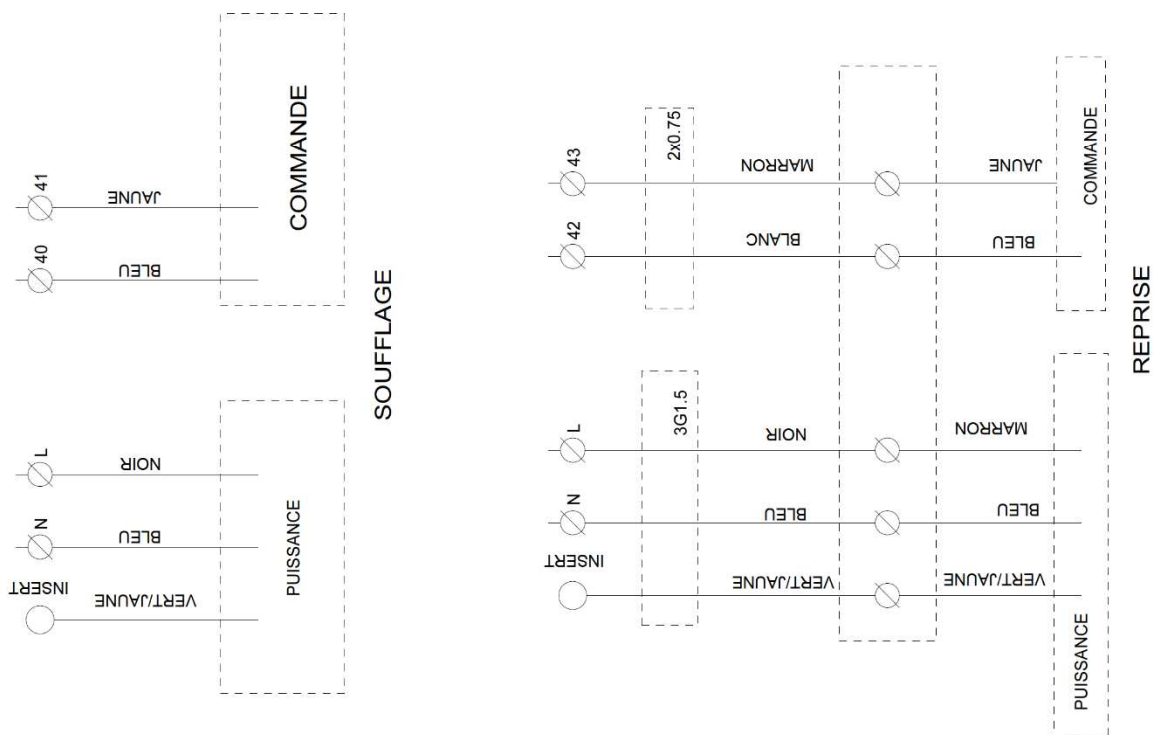 41
JAUNE
40
BLEU
COMMANDE
SOUFFLAGE
L
NOIR
N
BLEU
INSERT
VERT/JAUNE
PUISSANCE
43
2x0.75
MARRON
JAUNE
42
BLANC
BLEU
COMMANDE
REPRISE
L
3G1.5
NOIR
MARRON
N
BLEU
BLEU
INSERT
VERT/JAUNE
VERT/JAUNE
PUISSANCE